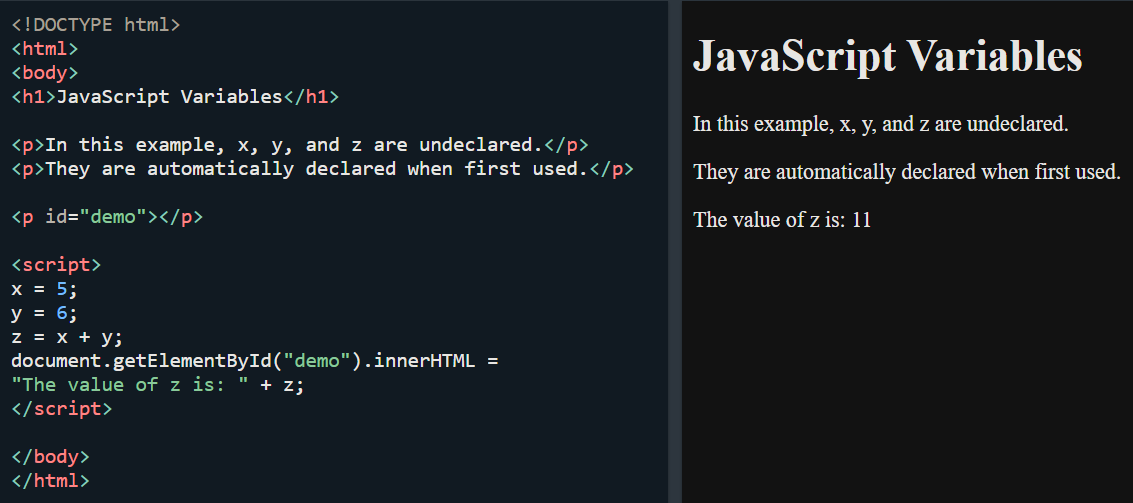 <!DOCTYPE html>
<html>
<body>
<h1>JavaScript Variables</h1>
<p>In this example, x, y, and z are undeclared.</p>
<p>They are automatically declared when first used.</p>
<p id="demo"></p>
<script>
x = 5;
y = 6;
z = x + y;
document.getElementById("demo").innerHTML =
"The value of z is: " + z;
</script>
</body>
</html>
JavaScript Variables
In this example, x, y, and z are undeclared.
They are automatically declared when first used.
The value of z is: 11